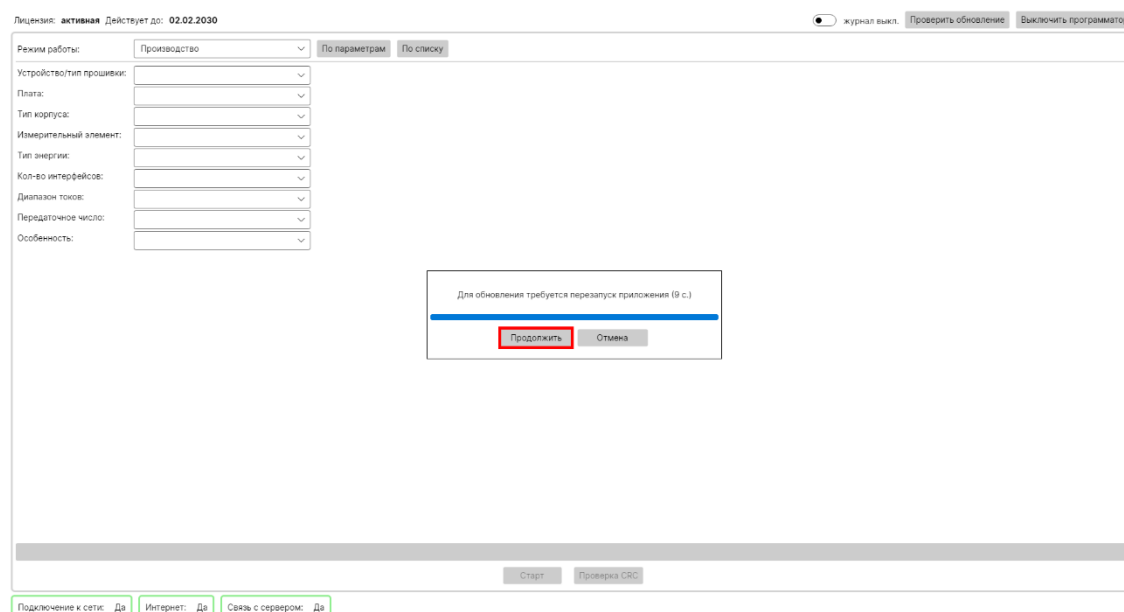 Лицензия: активная Действует до: 02.02.2030 журнал выкл. Проверить обновление Выключить программато
Режим работы: Производство По параметрам По списку
Устройство/тип прошивки:
Плата:
Тип корпуса:
Измерительный элемент:
Тип энергии:
Кол-во интерфейсов:
Диапазон токов:
Передаточное число:
Особенность:
Для обновления требуется перезапуск приложения (9 с.)
Продолжить Отмена
Старт Проверка CRC
Подключение к сети: Да Интернет: Да Связь с сервером: Да